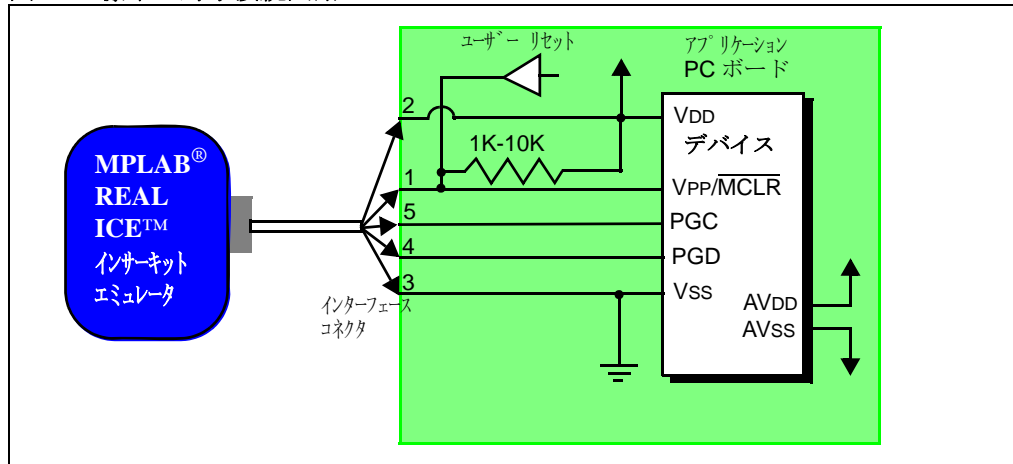 ユーザー リセット
アプリケーション
PC ボード
2
VDD
デバイス
1K-10K
MPLAB®
REAL
ICE™
インサーキット
エミュレータ
1
VPP/MCLR
5
PGC
4
PGD
3
VSS
インターフェース
コネクタ
AVDD
AVSS